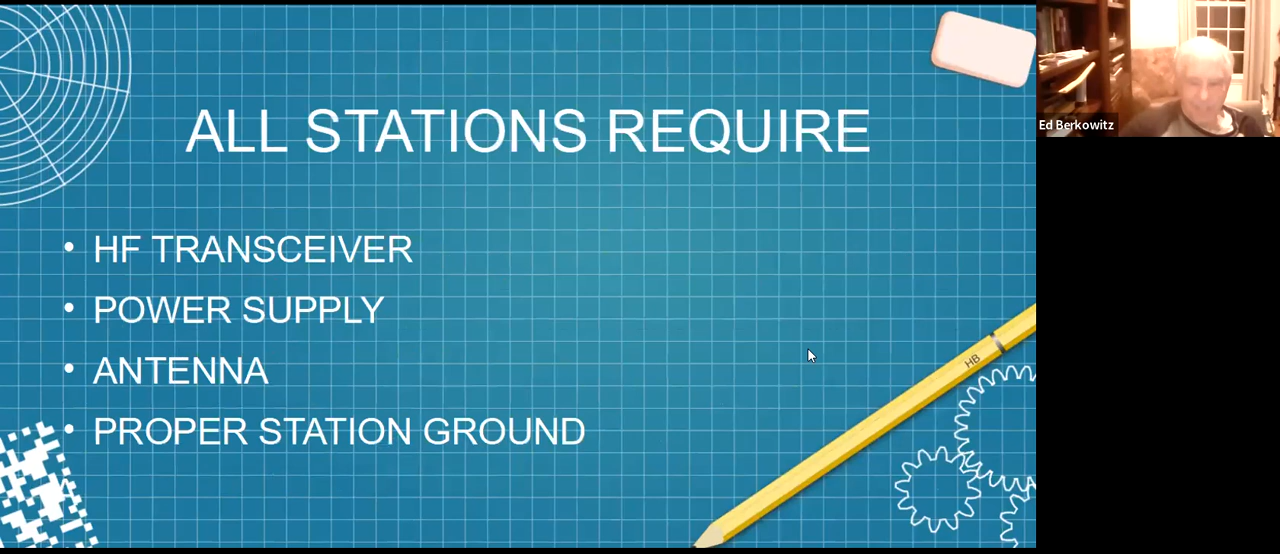 ALL STATIONS REQUIRE
• HF TRANSCEIVER
• POWER SUPPLY
• ANTENNA
• PROPER STATION GROUND
HB
Ed Berkowitz